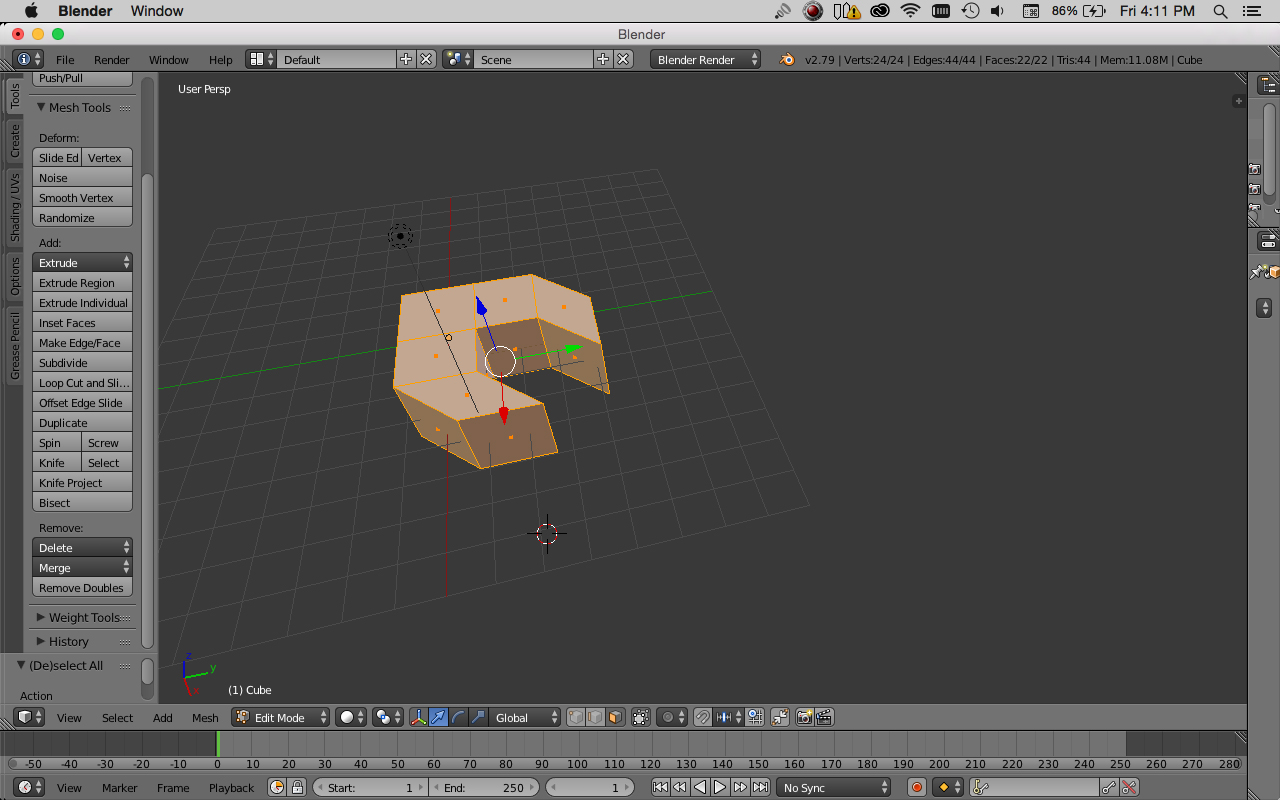 Blender Window 86% Fri 4:11 PM
Blender
File Render Window Help Default Scene Blender Render v2.79 | Verts:24/24 | Edges:44/44 | Faces:22/22 | Tris:44 | Mem:11.08M | Cube
Push/Pull
User Persp
Mesh Tools
Deform:
Slide Ed Vertex
Noise
Smooth Vertex
Randomize
Add:
Extrude
Extrude Region
Extrude Individual
Inset Faces
Make Edge/Face
Subdivide
Loop Cut and Sli...
Offset Edge Slide
Duplicate
Spin Screw
Knife Select
Knife Project
Bisect
Remove:
Delete
Merge
Remove Doubles
Weight Tools
History
(De)select All
Action
Tools
Create
Shading / UVs
Options
Grease Pencil
z
y
x
(1) Cube
View Select Add Mesh Edit Mode Global
-50 -40 -30 -20 -10 0 10 20 30 40 50 60 70 80 90 100 110 120 130 140 150 160 170 180 190 200 210 220 230 240 250 260 270 280
View Marker Frame Playback Start: 1 End: 250 1 No Sync